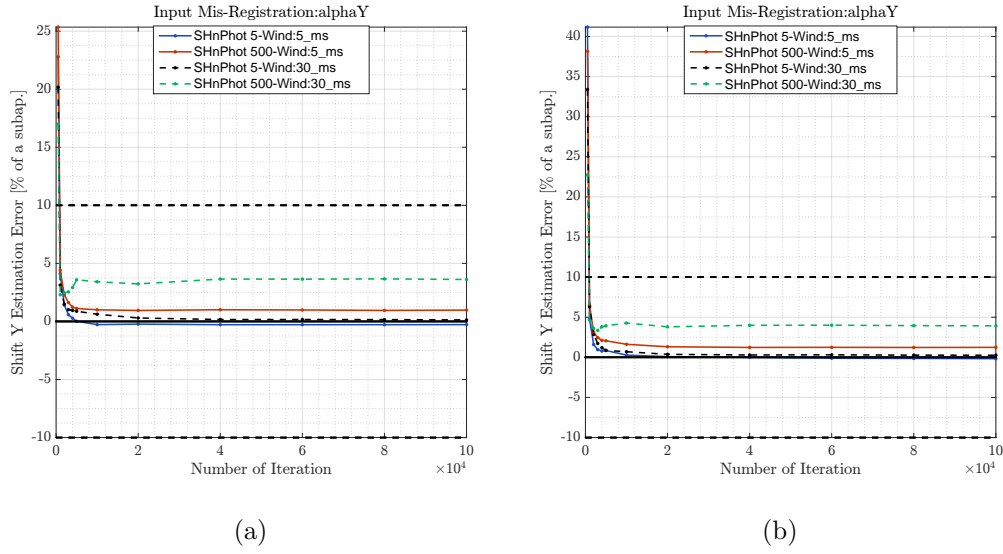 Input Mis-Registration:alphaY
SHnPhot 5-Wind:5_ms
SHnPhot 500-Wind:5_ms
SHnPhot 5-Wind:30_ms
SHnPhot 500-Wind:30_ms
Shift Y Estimation Error [% of a subap.]
25
20
15
10
5
0
-5
-10
0 2 4 6 8 10
Number of Iteration
×10⁴
(a)
Input Mis-Registration:alphaY
SHnPhot 5-Wind:5_ms
SHnPhot 500-Wind:5_ms
SHnPhot 5-Wind:30_ms
SHnPhot 500-Wind:30_ms
Shift Y Estimation Error [% of a subap.]
40
35
30
25
20
15
10
5
0
-5
-10
0 2 4 6 8 10
Number of Iteration
×10⁴
(b)